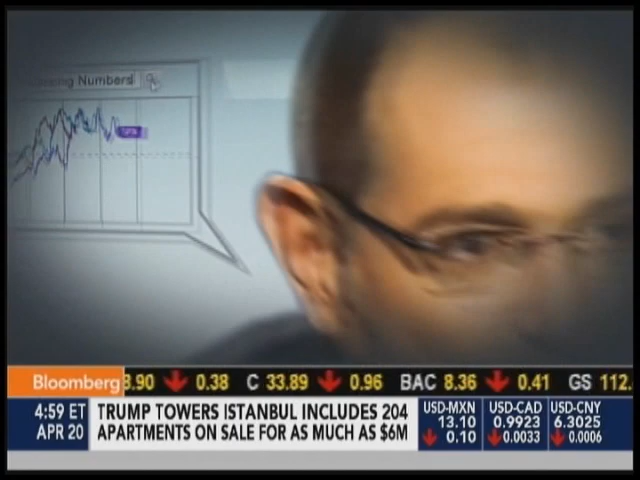 Numbers
Bloomberg 3.90 0.38 C 33.89 0.96 BAC 8.36 0.41 GS 112.
4:59 ET
APR 20
TRUMP TOWERS ISTANBUL INCLUDES 204
APARTMENTS ON SALE FOR AS MUCH AS $6M
USD-MXN
13.10
0.10
USD-CAD
0.9923
0.0033
USD-CNY
6.3025
0.0006